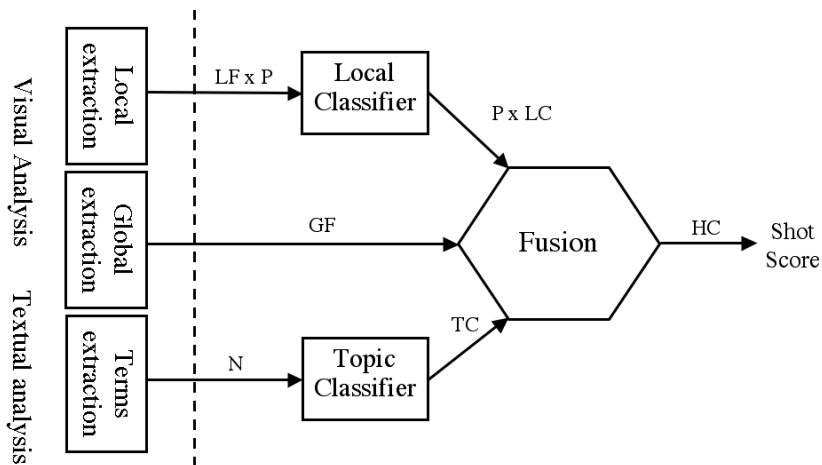 Visual Analysis
Textual analysis
Local
extraction
Global
extraction
Terms
extraction
LF x P
Local
Classifier
P x LC
GF
Fusion
HC
Shot
Score
N
Topic
Classifier
TC